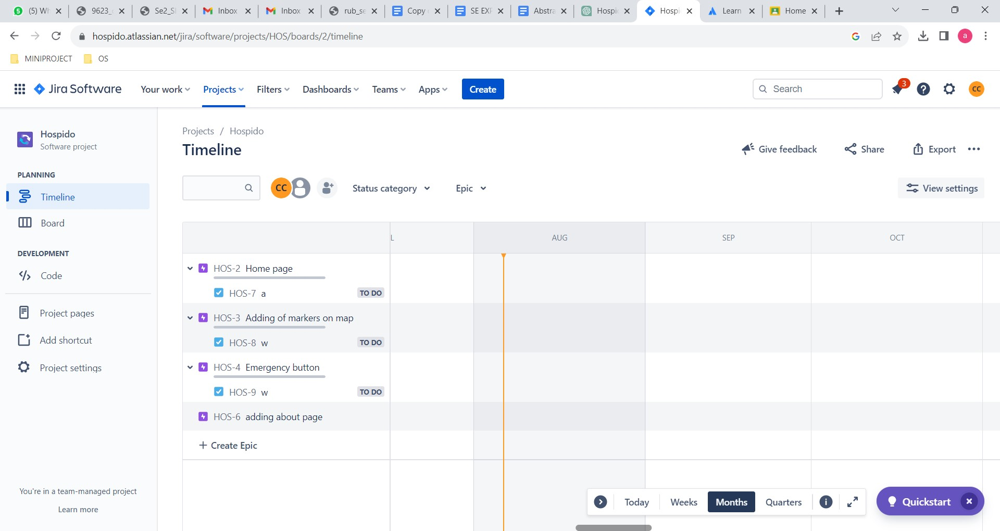 (5) Wh
9623_
Se2_Sl
Inbox
Inbox
rub_se
Copy
SE EXF
Abstra
Hospi
Hospi
Learn
Home
hospido.atlassian.net/jira/software/projects/HOS/boards/2/timeline
a
MINIPROJECT OS
Jira Software Your work Projects Filters Dashboards Teams Apps Create Search 3 CC
Hospido
Software project
PLANNING
Timeline
Board
DEVELOPMENT
Code
Project pages
Add shortcut
Project settings
You're in a team-managed project
Learn more
Projects / Hospido
Timeline
Give feedback Share Export
CC Status category Epic View settings
L AUG SEP OCT
HOS-2 Home page
HOS-7 a TO DO
HOS-3 Adding of markers on map
HOS-8 w TO DO
HOS-4 Emergency button
HOS-9 w TO DO
HOS-6 adding about page
+ Create Epic
Today Weeks Months Quarters
Quickstart